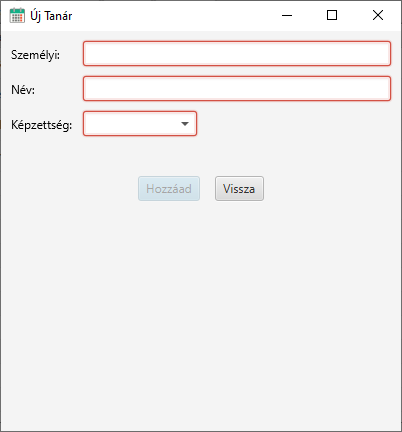 Új Tanár
Személyi:
Név:
Képzettség:
Hozzáad Vissza